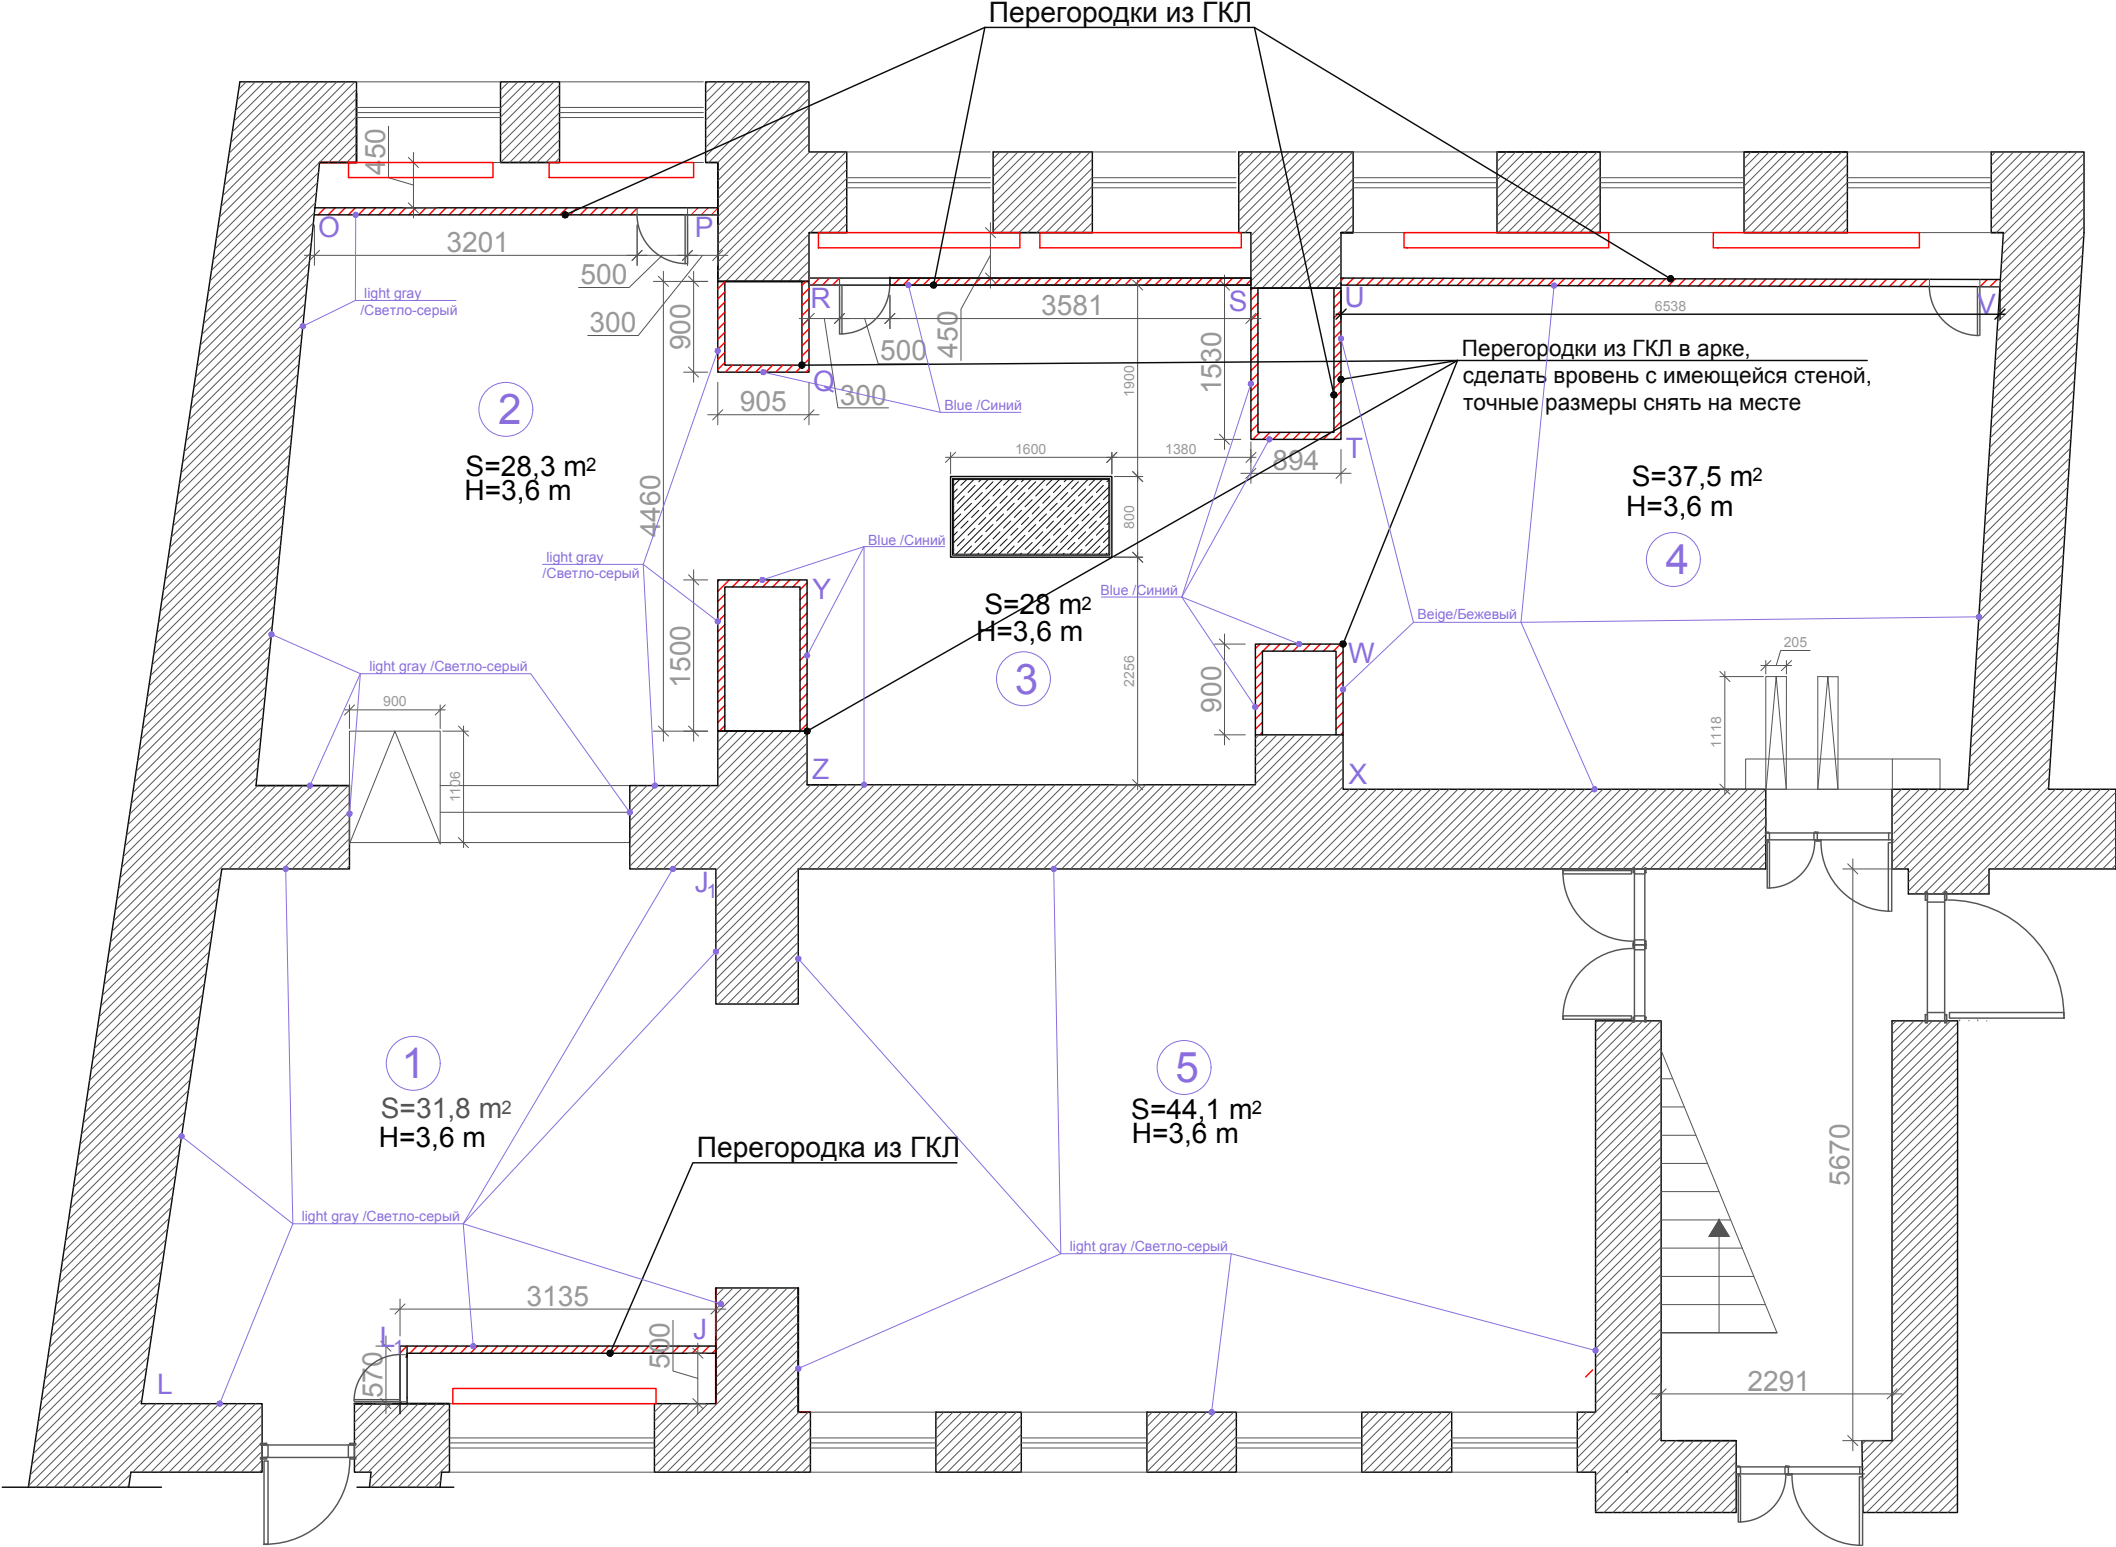 Перегородки из ГКЛ
450
O
P
3201
500
300
light gray
/Светло-серый
900
905
R
Q
500
300
450
3581
S
1530
U
V
6538
Перегородки из ГКЛ в арке,
сделать вровень с имеющейся стеной,
точные размеры снять на месте
Blue /Синий
1900
2
S=28,3 m2
H=3,6 m
4460
1600
1380
894
T
800
S=37,5 m2
H=3,6 m
4
light gray
/Светло-серый
Blue /Синий
Y
S=28 m2
H=3,6 m
3
Blue /Синий
Beige/Бежевый
1500
2256
900
W
205
1118
light gray /Светло-серый
900
1106
Z
X
J1
1
S=31,8 m2
H=3,6 m
5
S=44,1 m2
H=3,6 m
Перегородка из ГКЛ
5670
light gray /Светло-серый
light gray /Светло-серый
3135
L1
J
500
570
L
2291